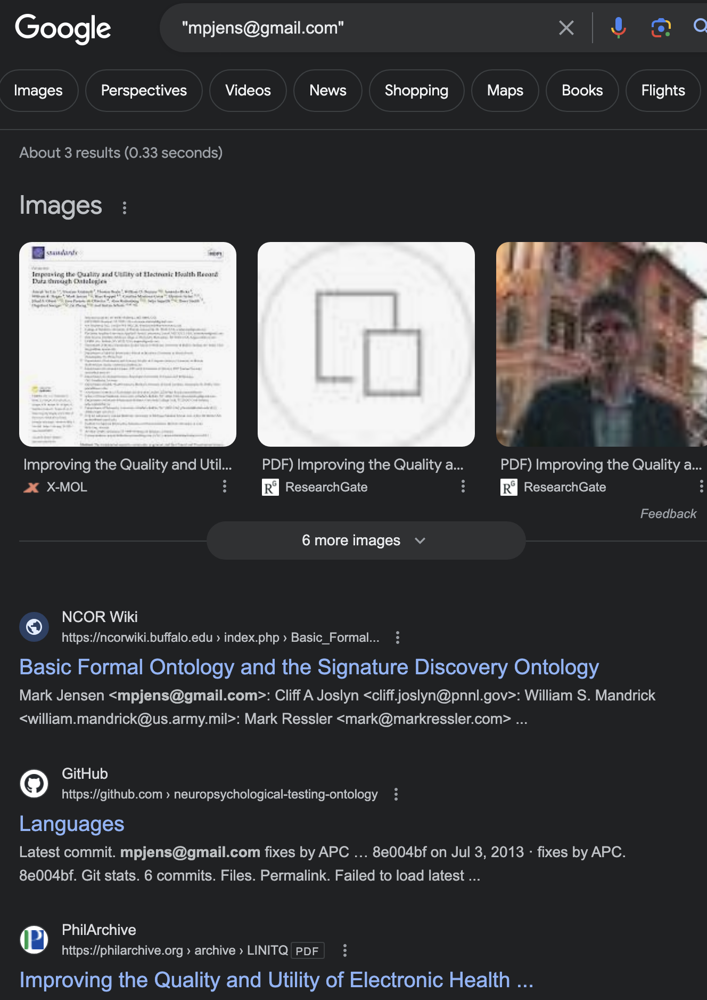 Google
"mpjens@gmail.com"
Images
Perspectives
Videos
News
Shopping
Maps
Books
Flights
About 3 results (0.33 seconds)
Images
standards
Improving the Quality and Utility of Electronic Health Record
Data through Ontologies
Improving the Quality and Util...
X-MOL
PDF) Improving the Quality a...
RG ResearchGate
PDF) Improving the Quality a...
RG ResearchGate
Feedback
6 more images
NCOR Wiki
https://ncorwiki.buffalo.edu › index.php › Basic_Formal...
Basic Formal Ontology and the Signature Discovery Ontology
Mark Jensen <mpjens@gmail.com>: Cliff A Joslyn <cliff.joslyn@pnnl.gov>: William S. Mandrick
<william.mandrick@us.army.mil>: Mark Ressler <mark@markressler.com> ...
GitHub
https://github.com › neuropsychological-testing-ontology
Languages
Latest commit. mpjens@gmail.com fixes by APC … 8e004bf on Jul 3, 2013 · fixes by APC.
8e004bf. Git stats. 6 commits. Files. Permalink. Failed to load latest ...
PhilArchive
https://philarchive.org › archive › LINITQ PDF
Improving the Quality and Utility of Electronic Health ...